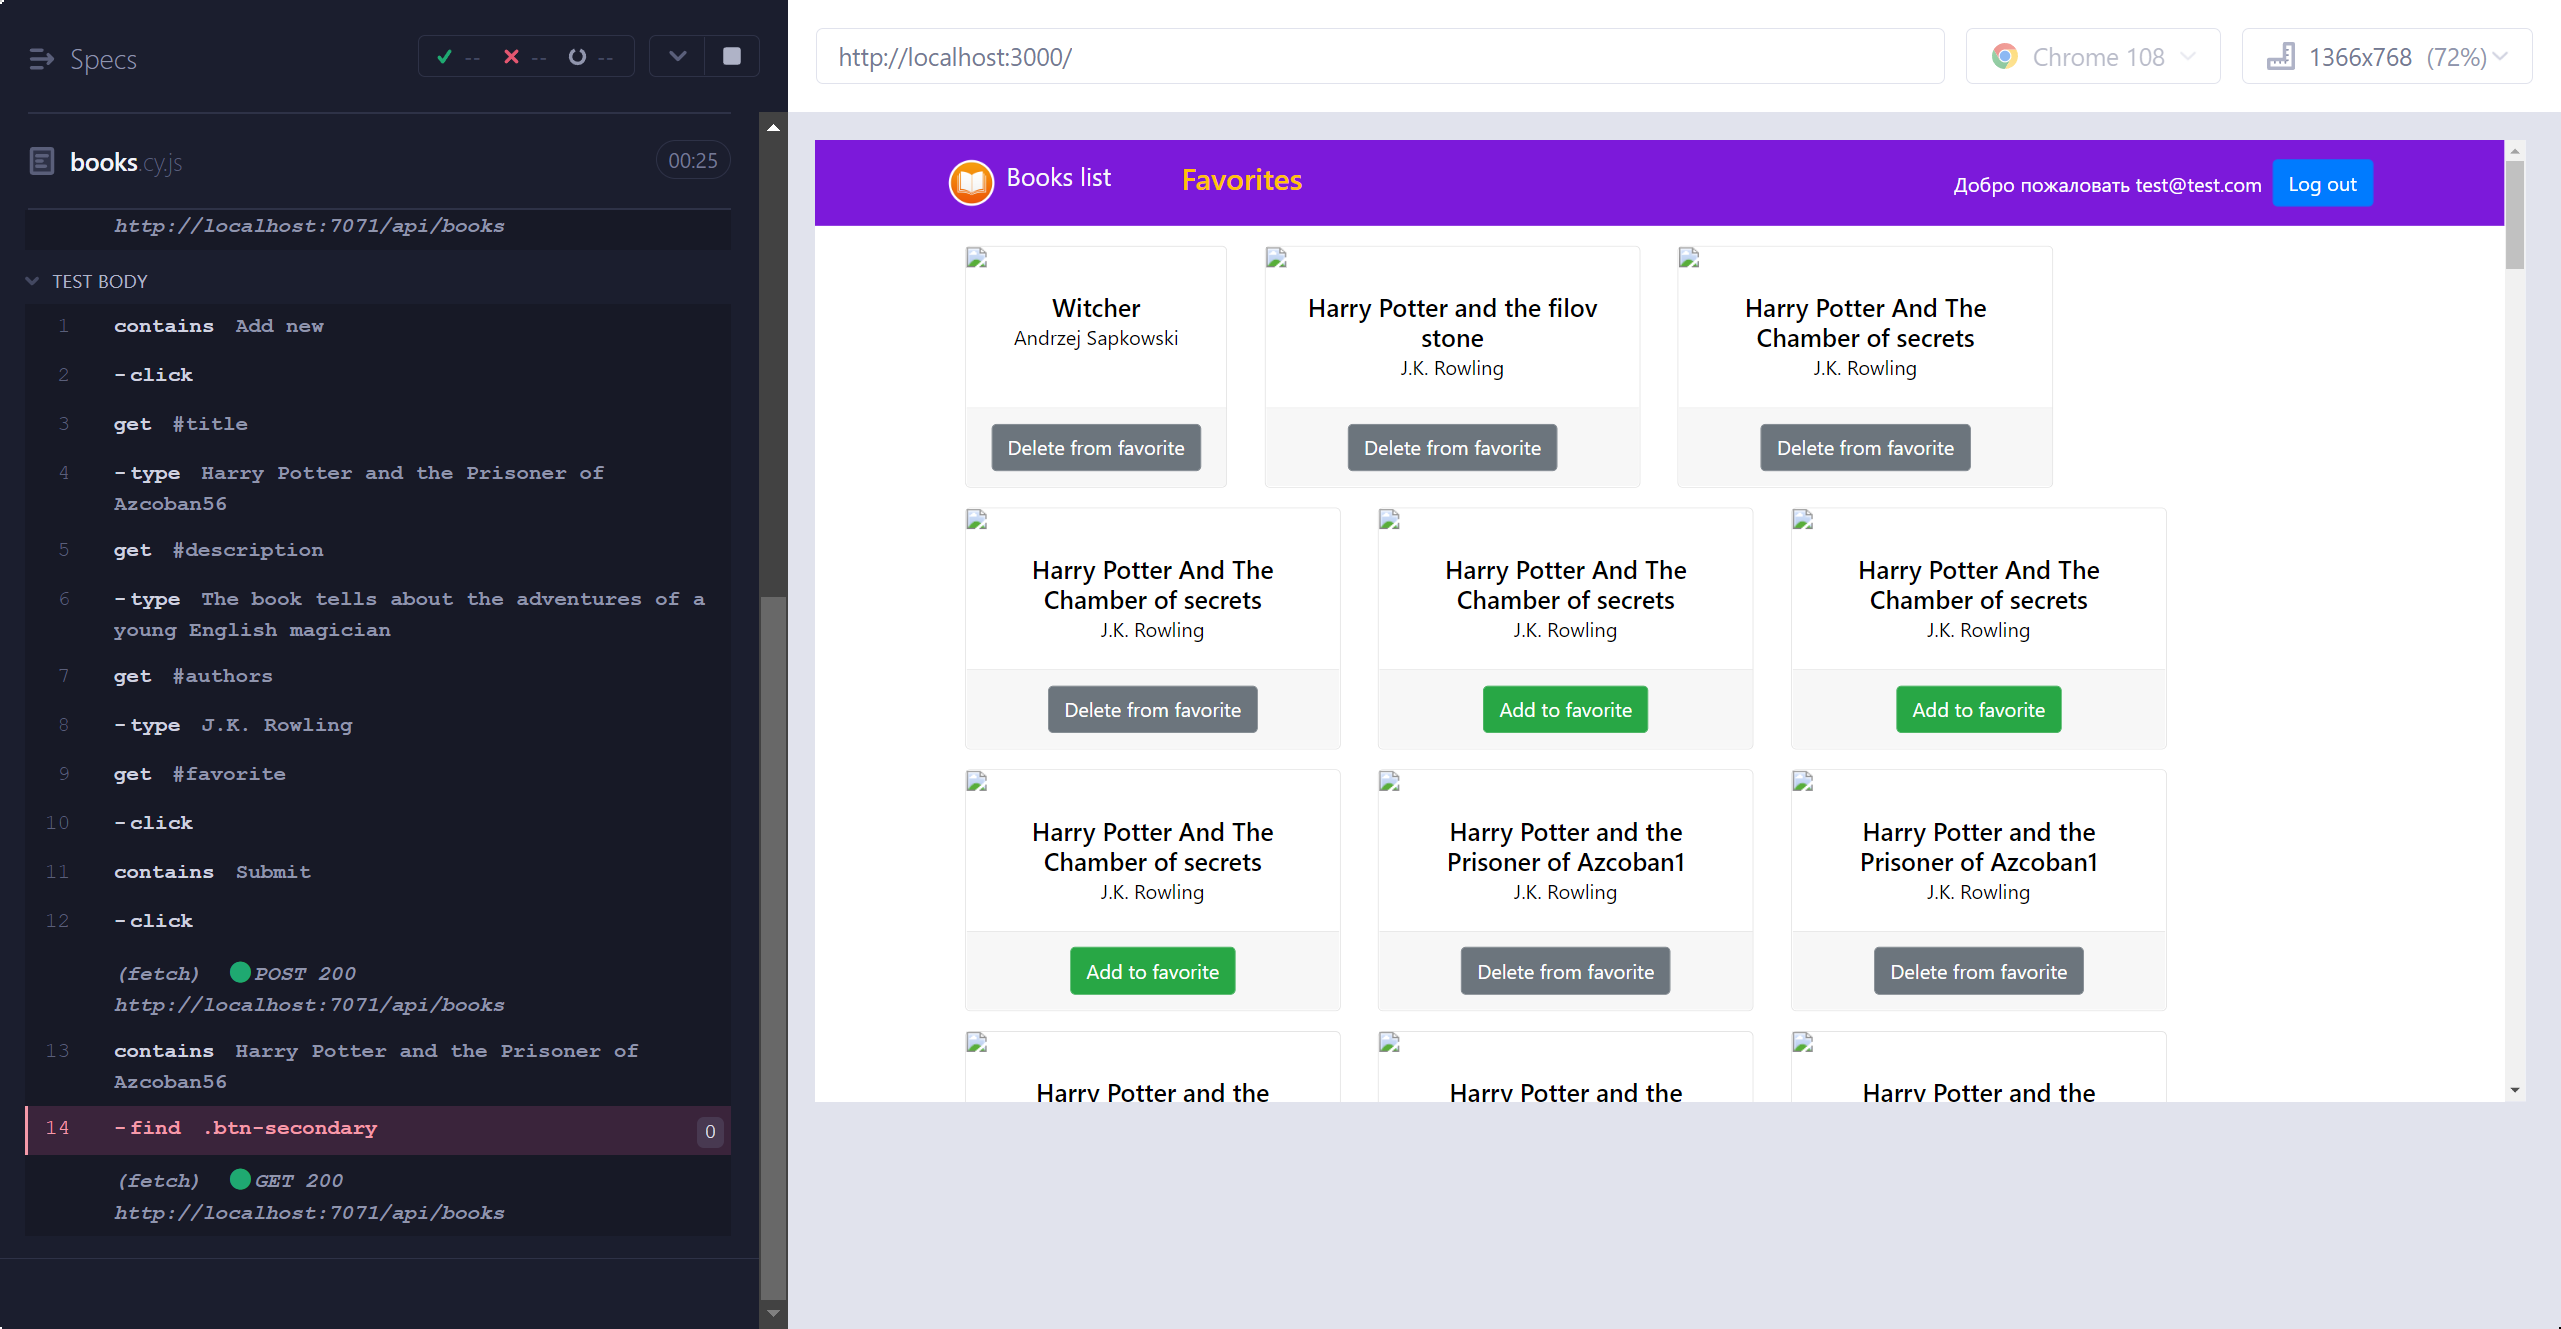 Specs
-- -- --
books.cy.js
00:25
http://localhost:7071/api/books
TEST BODY
1 contains Add new
2 -click
3 get #title
4 -type Harry Potter and the Prisoner of
Azcoban56
5 get #description
6 -type The book tells about the adventures of a
young English magician
7 get #authors
8 -type J.K. Rowling
9 get #favorite
10 -click
11 contains Submit
12 -click
(fetch) POST 200
http://localhost:7071/api/books
13 contains Harry Potter and the Prisoner of
Azcoban56
14 -find .btn-secondary 0
(fetch) GET 200
http://localhost:7071/api/books
http://localhost:3000/
Chrome 108
1366x768 (72%)
Books list
Favorites
Добро пожаловать test@test.com
Log out
Witcher
Andrzej Sapkowski
Delete from favorite
Harry Potter and the filov
stone
J.K. Rowling
Delete from favorite
Harry Potter And The
Chamber of secrets
J.K. Rowling
Delete from favorite
Harry Potter And The
Chamber of secrets
J.K. Rowling
Delete from favorite
Harry Potter And The
Chamber of secrets
J.K. Rowling
Add to favorite
Harry Potter And The
Chamber of secrets
J.K. Rowling
Add to favorite
Harry Potter And The
Chamber of secrets
J.K. Rowling
Add to favorite
Harry Potter and the
Prisoner of Azcoban1
J.K. Rowling
Delete from favorite
Harry Potter and the
Prisoner of Azcoban1
J.K. Rowling
Delete from favorite
Harry Potter and the
Harry Potter and the
Harry Potter and the